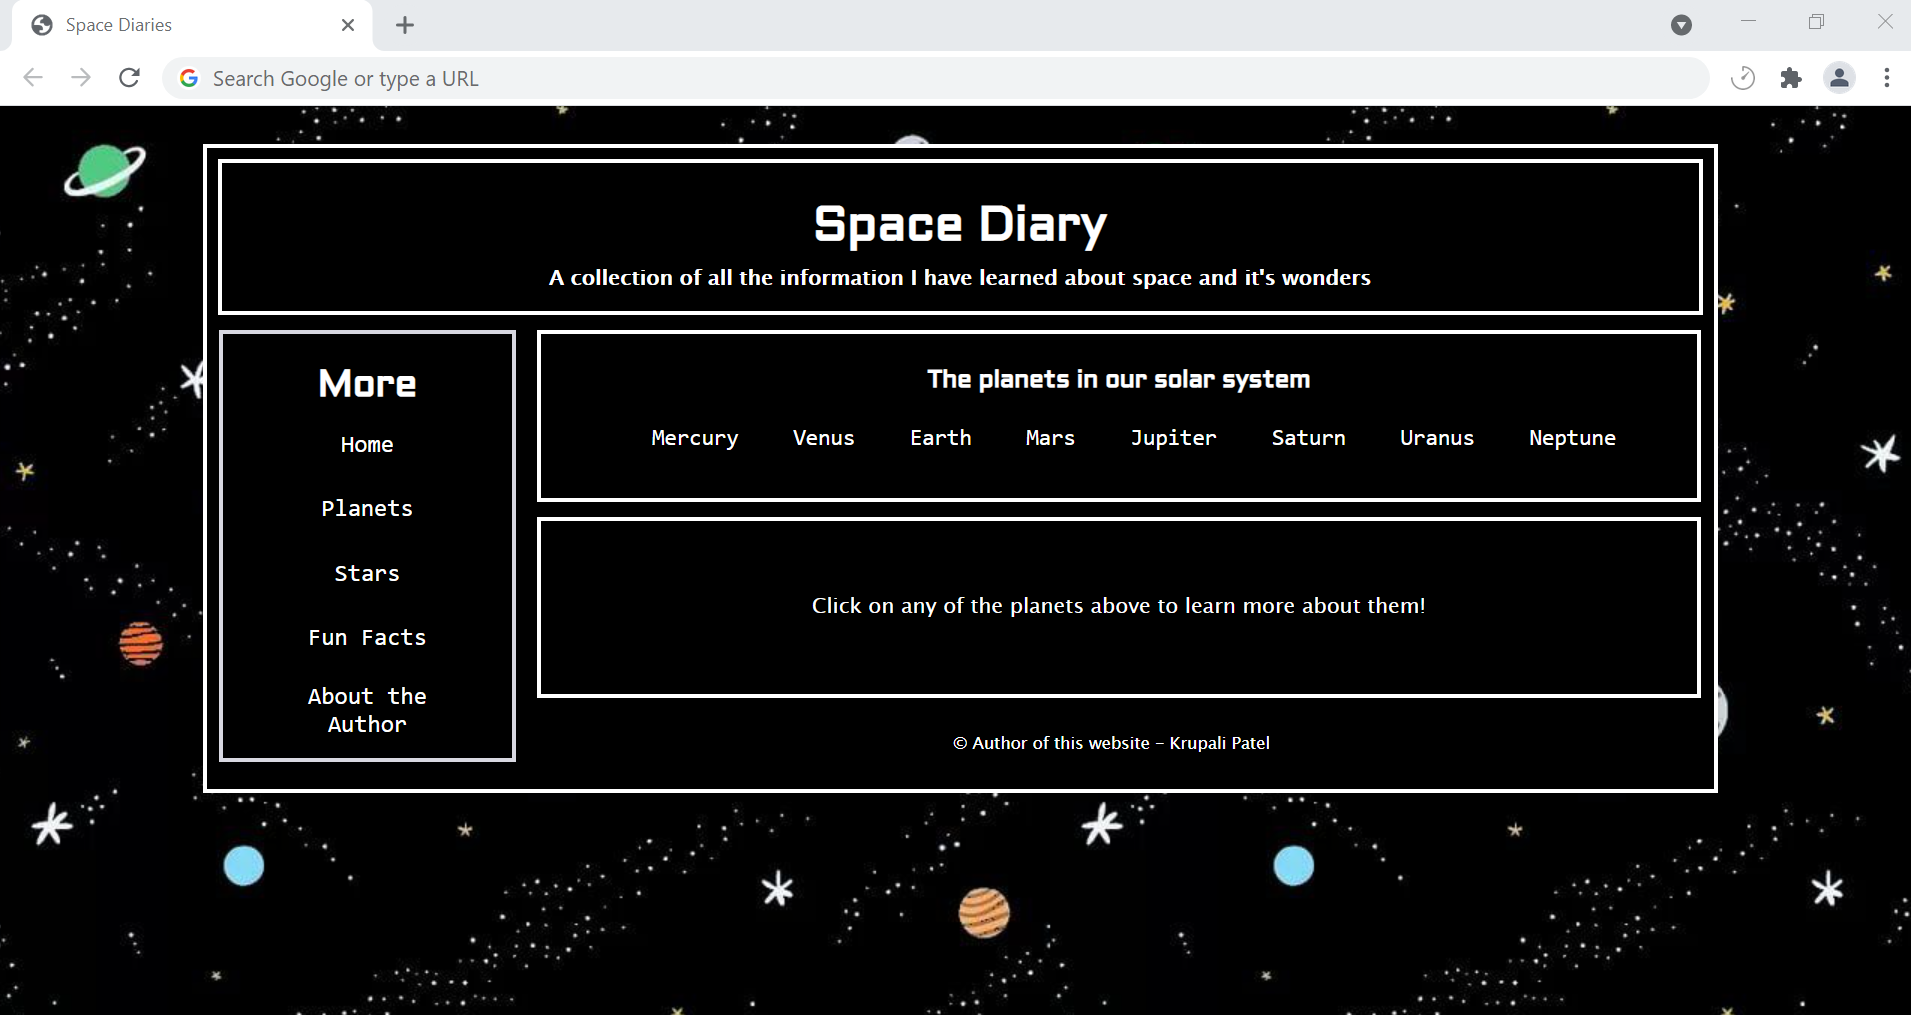 Space Diaries
Search Google or type a URL
Space Diary
A collection of all the information I have learned about space and it's wonders
More
Home
Planets
Stars
Fun Facts
About the
Author
The planets in our solar system
Mercury Venus Earth Mars Jupiter Saturn Uranus Neptune
Click on any of the planets above to learn more about them!
© Author of this website - Krupali Patel